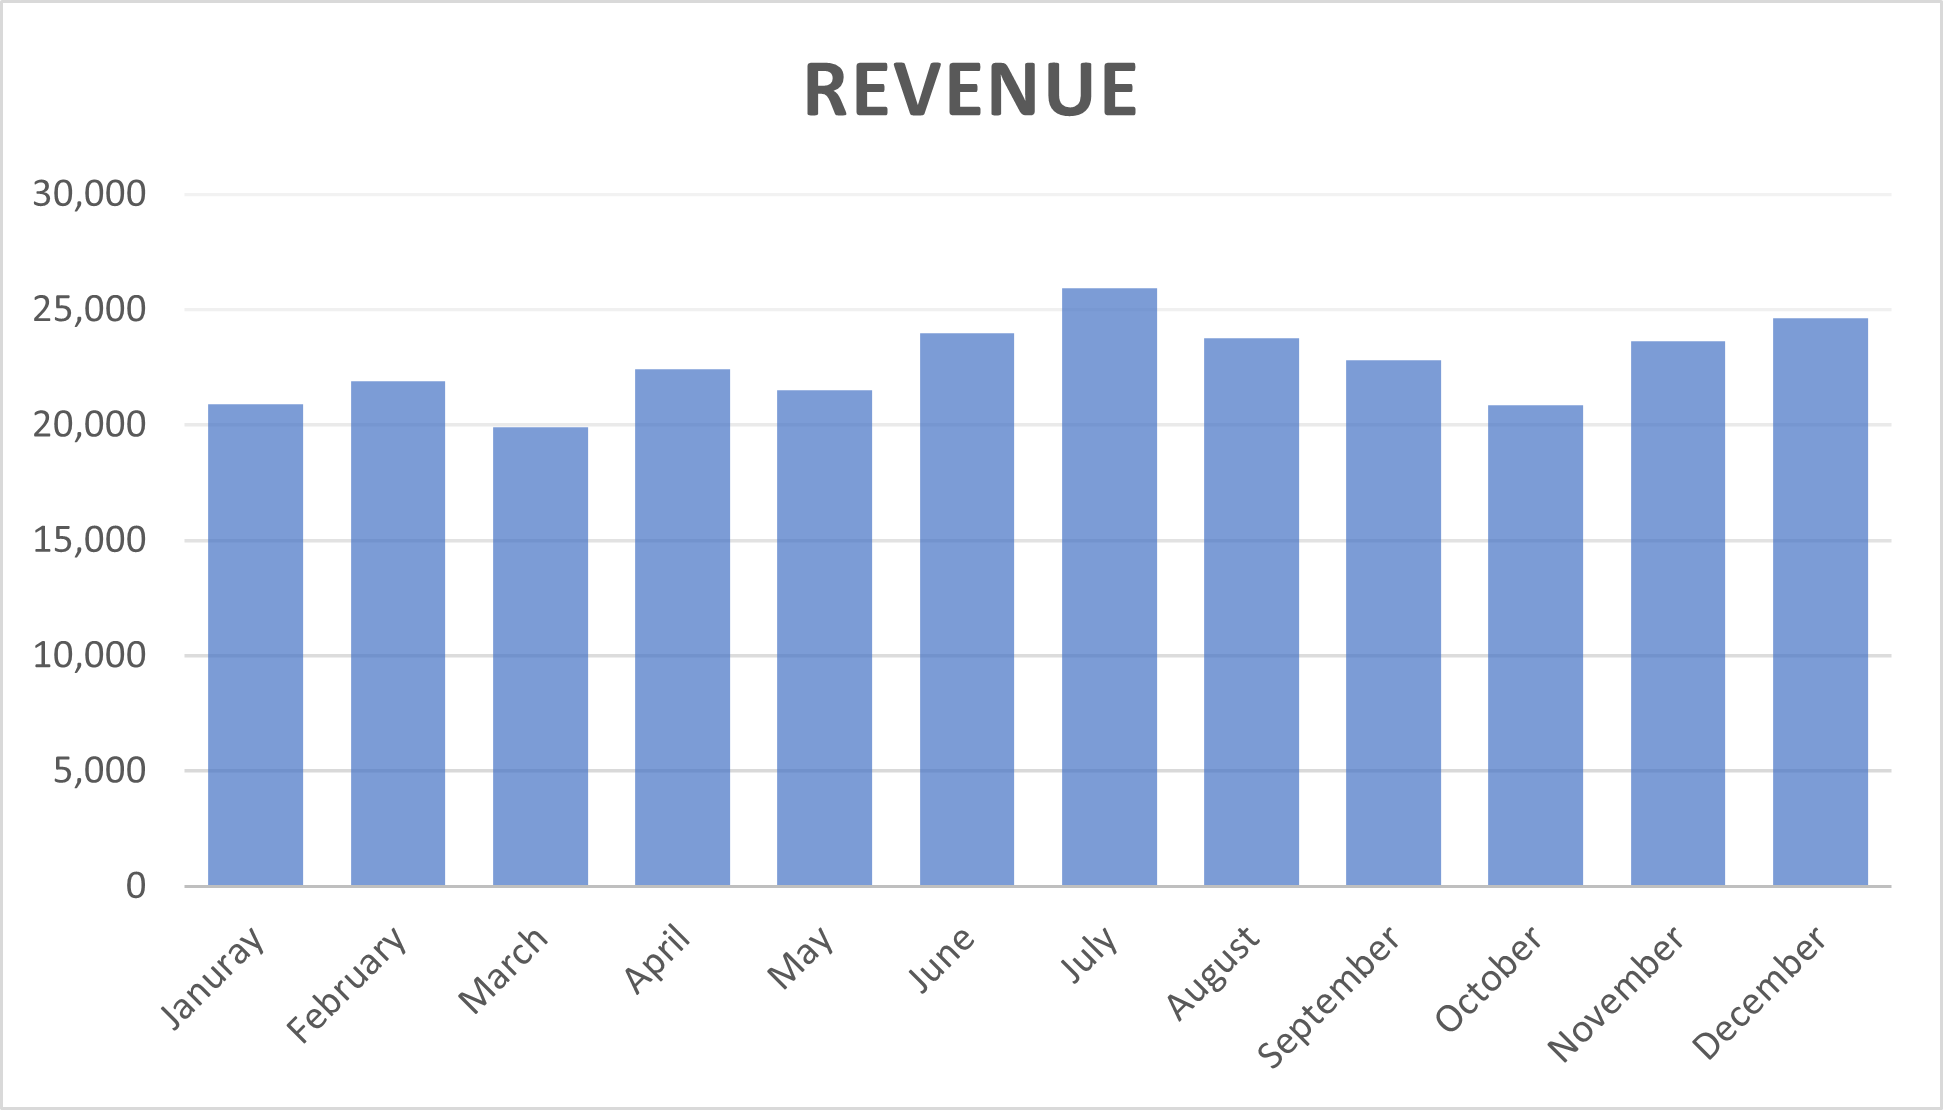 REVENUE
30,000
25,000
20,000
15,000
10,000
5,000
0
Januray
February
March
April
May
June
July
August
September
October
November
December